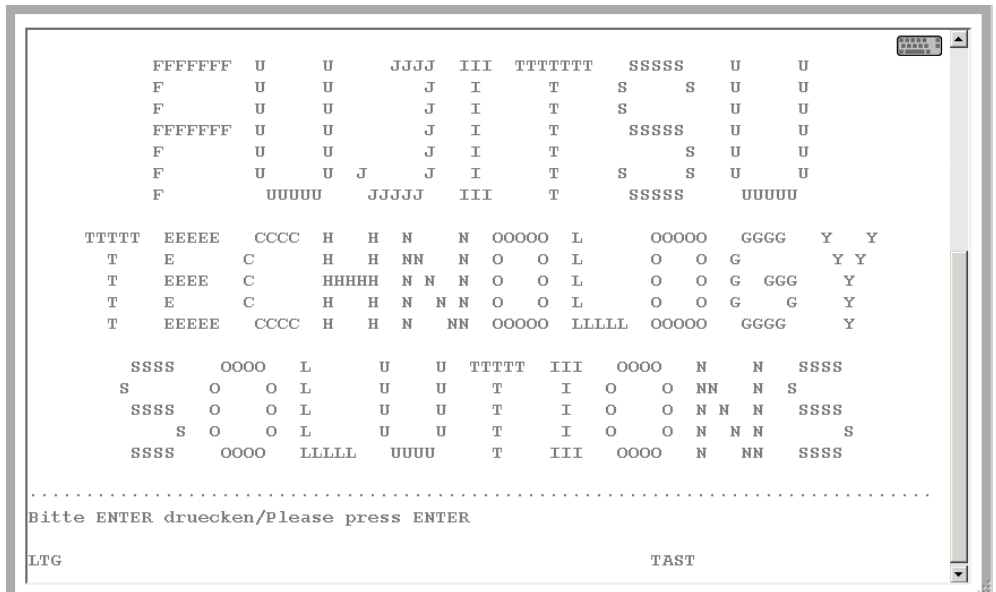 FUJITSU
TECHNOLOGY
SOLUTIONS
................................................................................
Bitte ENTER druecken/Please press ENTER
LTG TAST